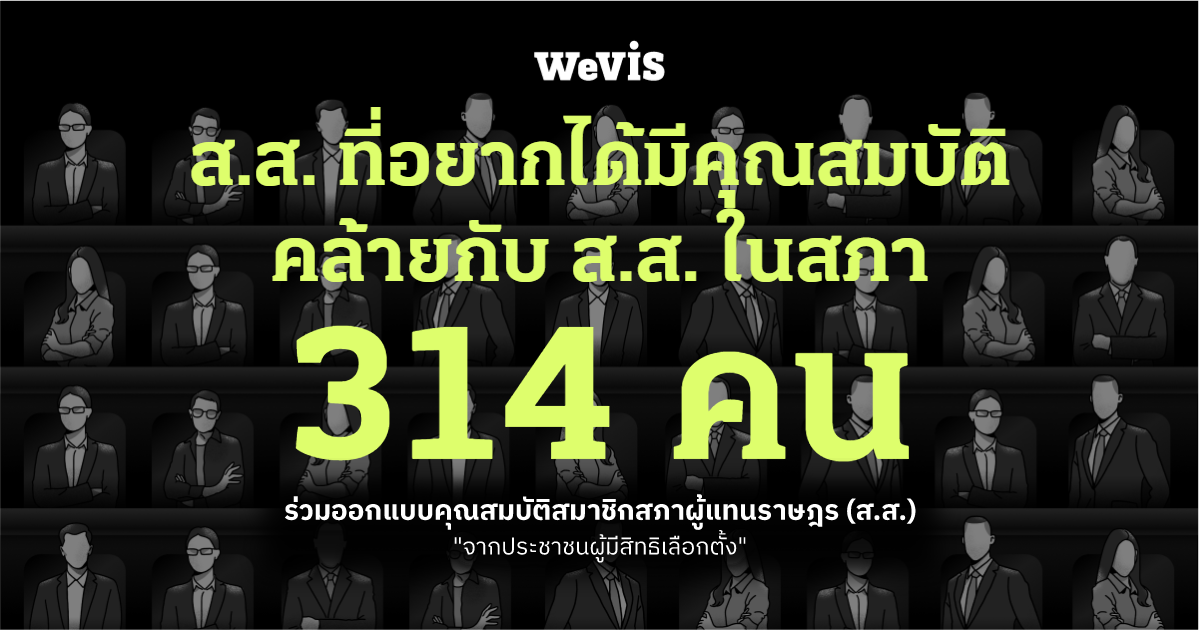 WeVIS
ส.ส. ที่อยากได้มีคุณสมบัติ
คล้ายกับ ส.ส. ในสภา
314 คน
ร่วมออกแบบคุณสมบัติสมาชิกสภาผู้แทนราษฎร (ส.ส.)
"จากประชาชนผู้มีสิทธิเลือกตั้ง"